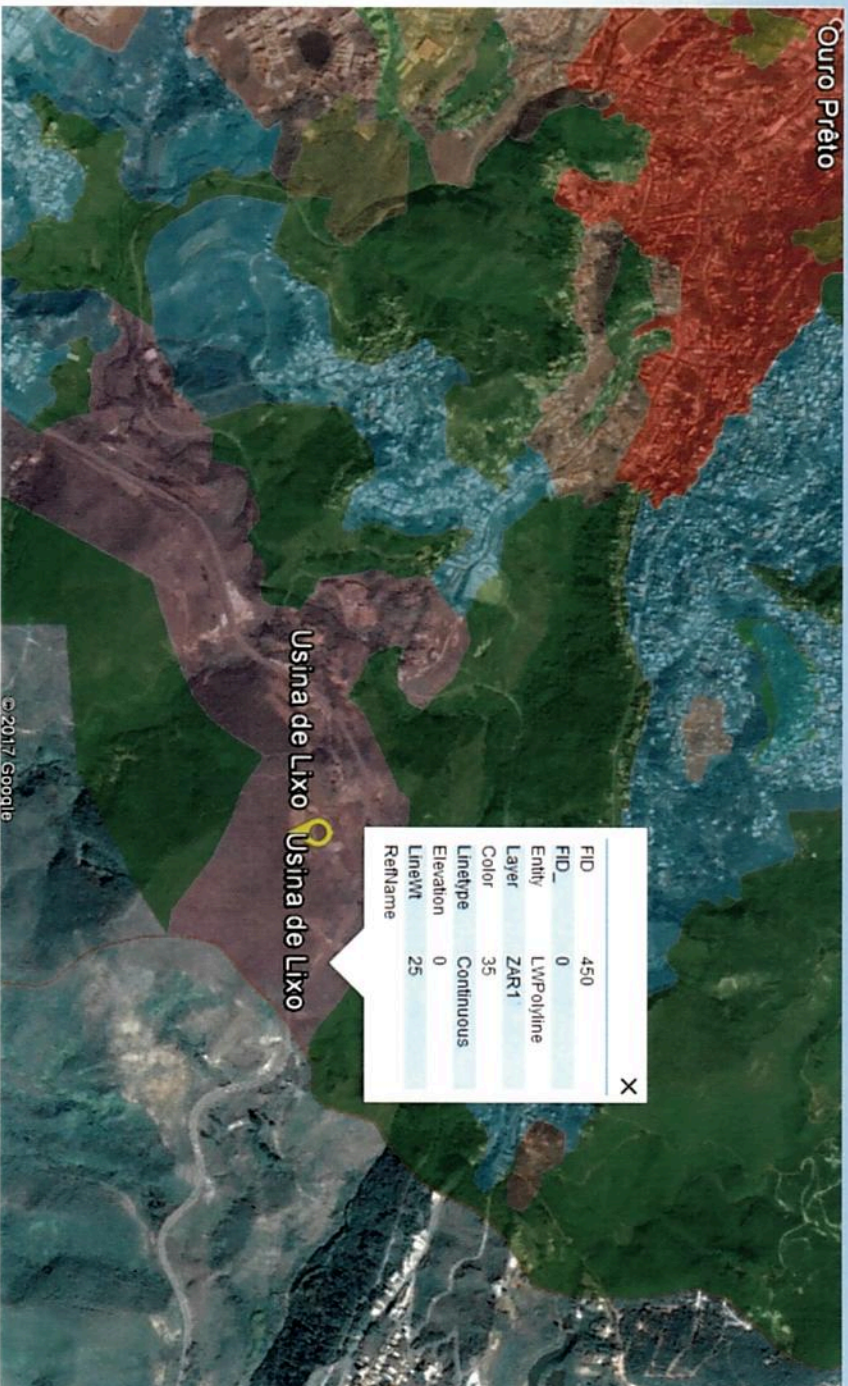 Ouro Prêto
X
FID 450
FID_ 0
Entity LWPolyline
Layer ZAR1
Color 35
Linetype Continuous
Elevation 0
LineWt 25
RefName
Usina de Lixo
Usina de Lixo
© 2017 Google